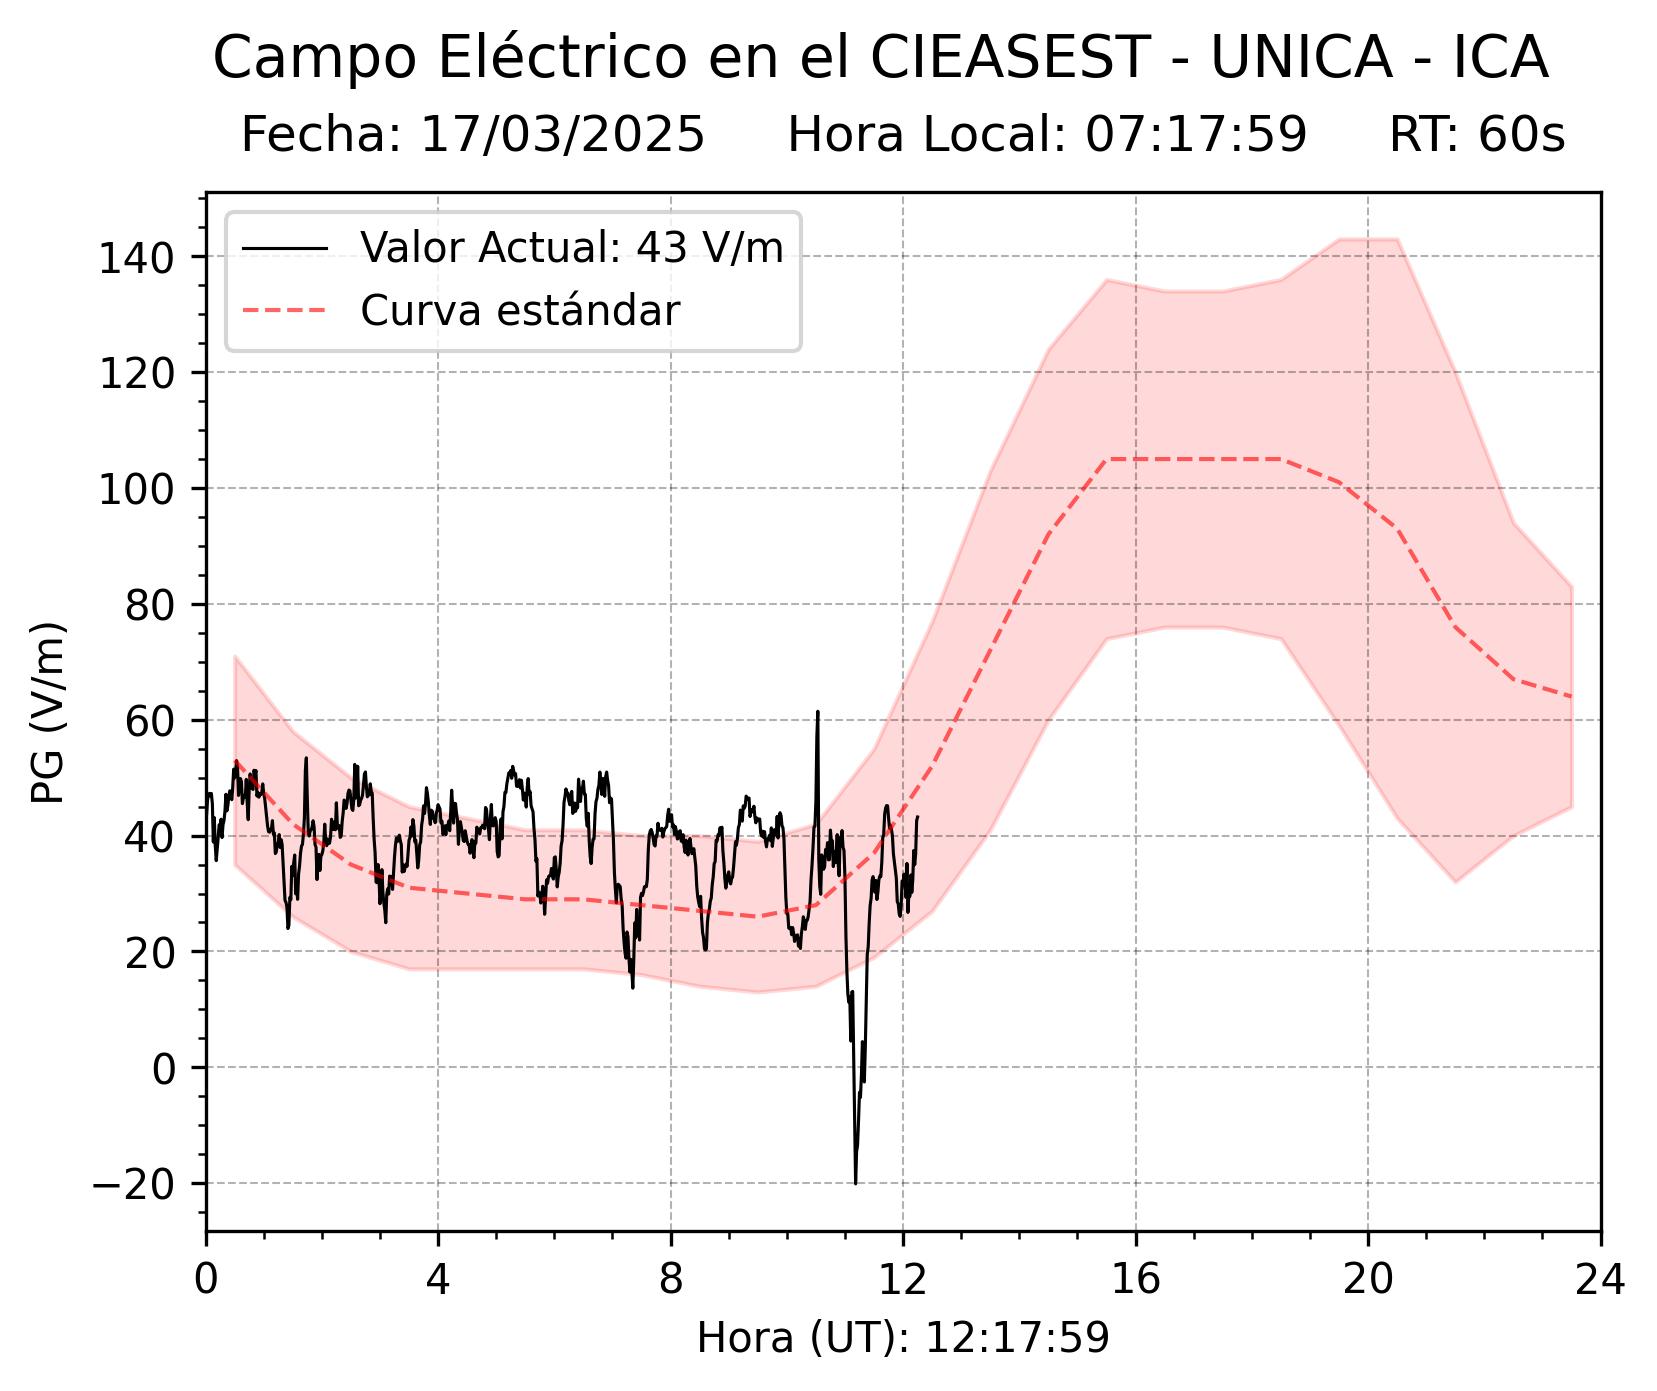 Campo Eléctrico en el CIEASEST - UNICA - ICA
Fecha: 17/03/2025 Hora Local: 07:17:59 RT: 60s
Valor Actual: 43 V/m
Curva estándar
PG (V/m)
140
120
100
80
60
40
20
0
−20
0 4 8 12 16 20 24
Hora (UT): 12:17:59